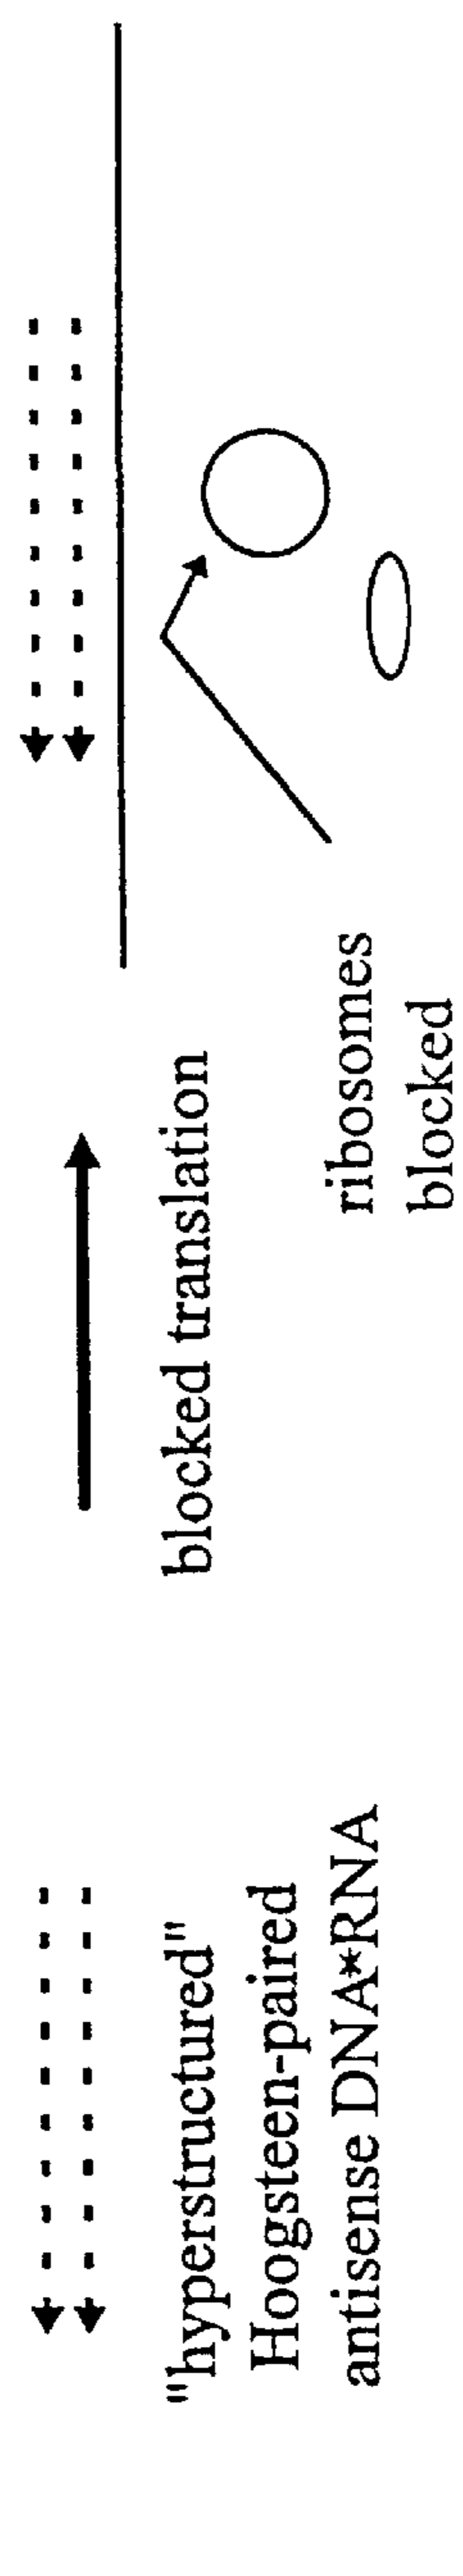 "hyperstructured"
Hoogsteen-paired
antisense DNA*RNA
blocked translation
ribosomes
blocked